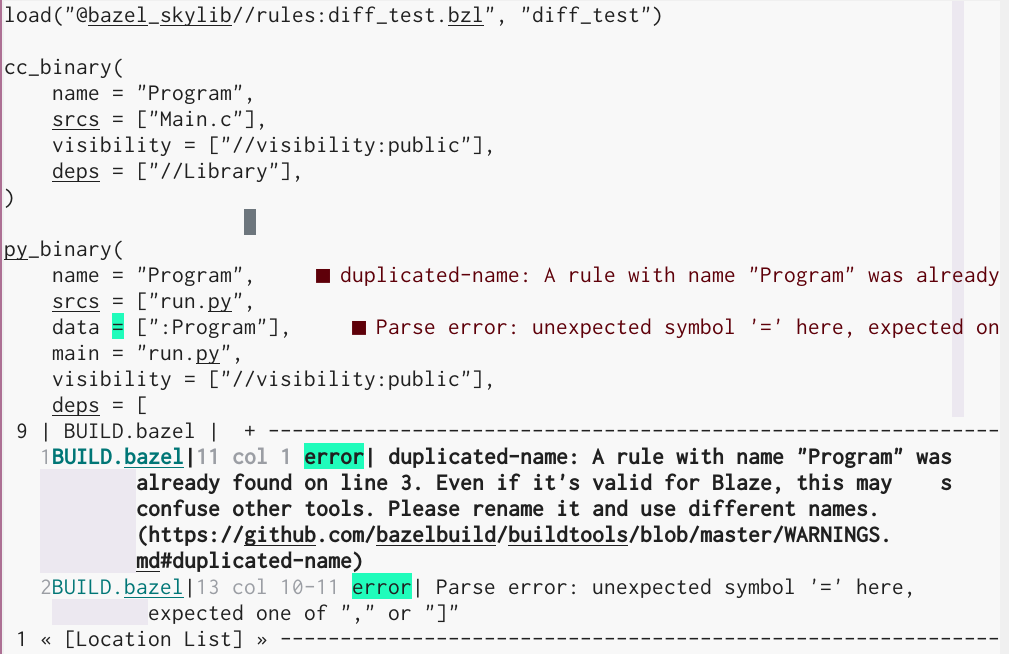 load("@bazel_skylib//rules:diff_test.bzl", "diff_test")
cc_binary(
    name = "Program",
    srcs = ["Main.c"],
    visibility = ["//visibility:public"],
    deps = ["//Library"],
)
py_binary(
    name = "Program",     ■ duplicated-name: A rule with name "Program" was already
    srcs = ["run.py",
    data = [":Program"],     ■ Parse error: unexpected symbol '=' here, expected on
    main = "run.py",
    visibility = ["//visibility:public"],
    deps = [
 9 | BUILD.bazel |  + -------------------------------------------------------------
   1BUILD.bazel|11 col 1 error| duplicated-name: A rule with name "Program" was
           already found on line 3. Even if it's valid for Blaze, this may    s
           confuse other tools. Please rename it and use different names.
           (https://github.com/bazelbuild/buildtools/blob/master/WARNINGS.
           md#duplicated-name)
   2BUILD.bazel|13 col 10-11 error| Parse error: unexpected symbol '=' here,
            expected one of "," or "]"
 1 « [Location List] » ------------------------------------------------------------